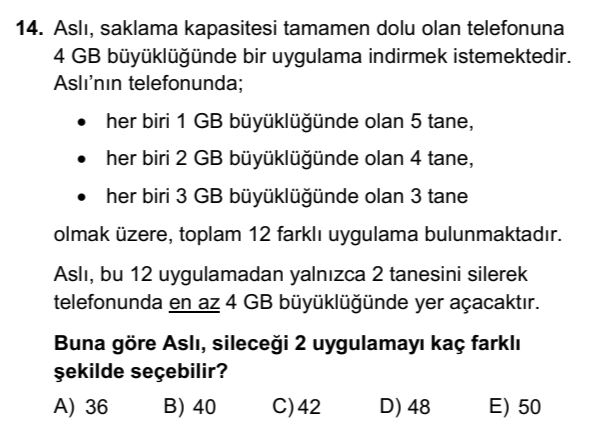 14. Aslı, saklama kapasitesi tamamen dolu olan telefonuna
4 GB büyüklüğünde bir uygulama indirmek istemektedir.
Aslı’nın telefonunda;
• her biri 1 GB büyüklüğünde olan 5 tane,
• her biri 2 GB büyüklüğünde olan 4 tane,
• her biri 3 GB büyüklüğünde olan 3 tane
olmak üzere, toplam 12 farklı uygulama bulunmaktadır.
Aslı, bu 12 uygulamadan yalnızca 2 tanesini silerek
telefonunda en az 4 GB büyüklüğünde yer açacaktır.
Buna göre Aslı, sileceği 2 uygulamayı kaç farklı
şekilde seçebilir?
A) 36 B) 40 C) 42 D) 48 E) 50